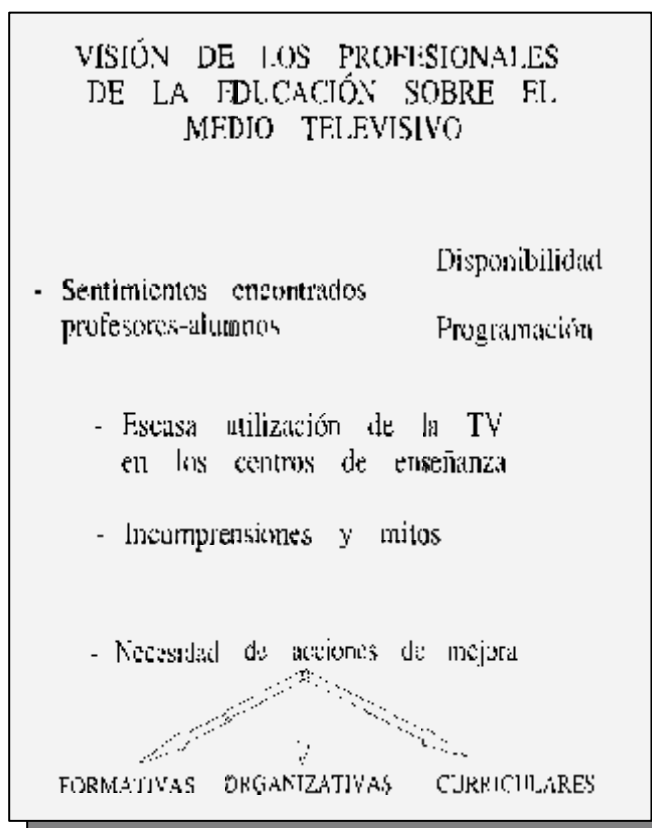 VISIÓN DE LOS PROFESIONALES
DE LA EDUCACIÓN SOBRE EL
MEDIO TELEVISIVO
Disponibilidad
- Sentimientos encontrados
profesores-alumnos
Programación
- Escasa utilización de la TV
en los centros de enseñanza
- Incomprensiones y mitos
- Necesidad de acciones de mejora
FORMATIVAS ORGANIZATIVAS CURRICULARES